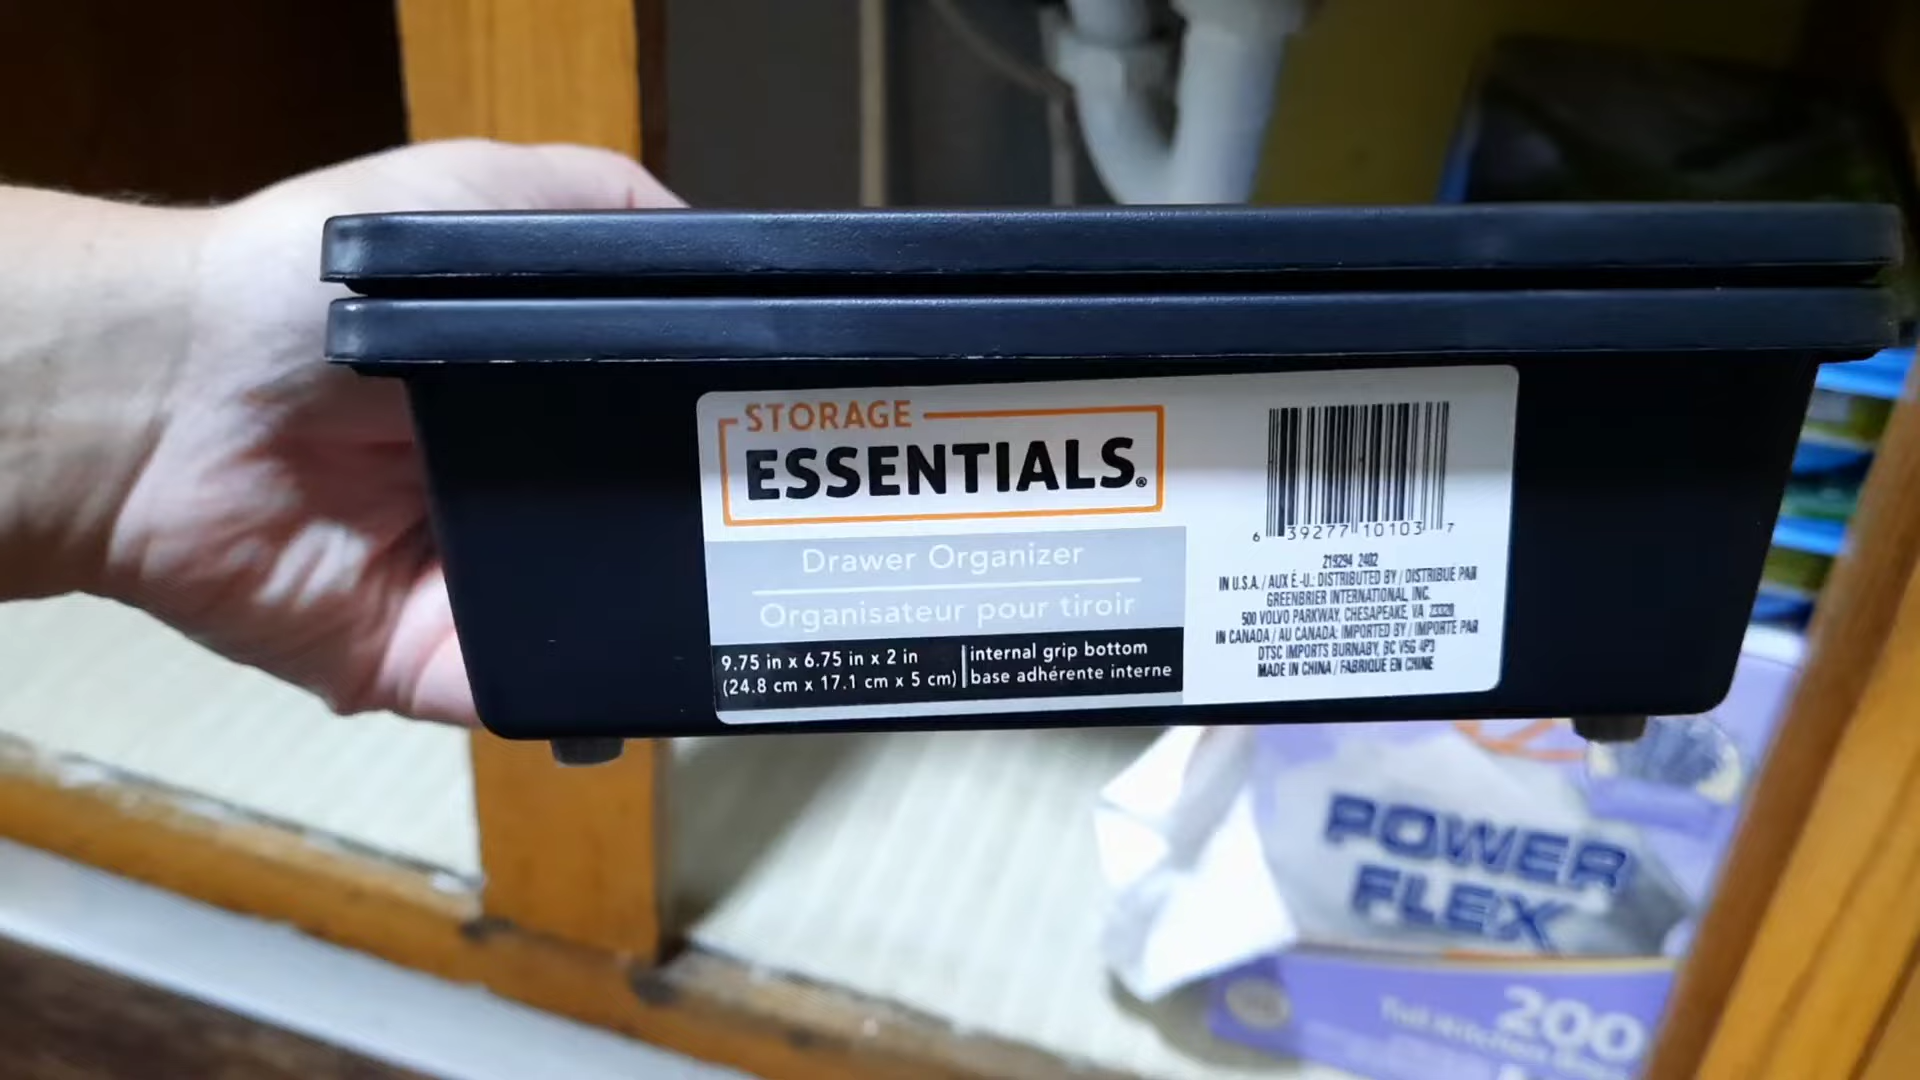 STORAGE
ESSENTIALS®
Drawer Organizer
Organisateur pour tiroir
9.75 in x 6.75 in x 2 in
(24.8 cm x 17.1 cm x 5 cm)
internal grip bottom
base adhérente interne
6 39277 10103 7
219294 2402
IN U.S.A. / AUX É.-U.: DISTRIBUTED BY / DISTRIBUÉ PAR
GREENBRIER INTERNATIONAL, INC.
500 VOLVO PARKWAY, CHESAPEAKE, VA 23320
IN CANADA / AU CANADA: IMPORTED BY / IMPORTÉ PAR
DTSC IMPORTS BURNABY, BC V5G 4P3
MADE IN CHINA / FABRIQUÉ EN CHINE
POWER
FLEX
200